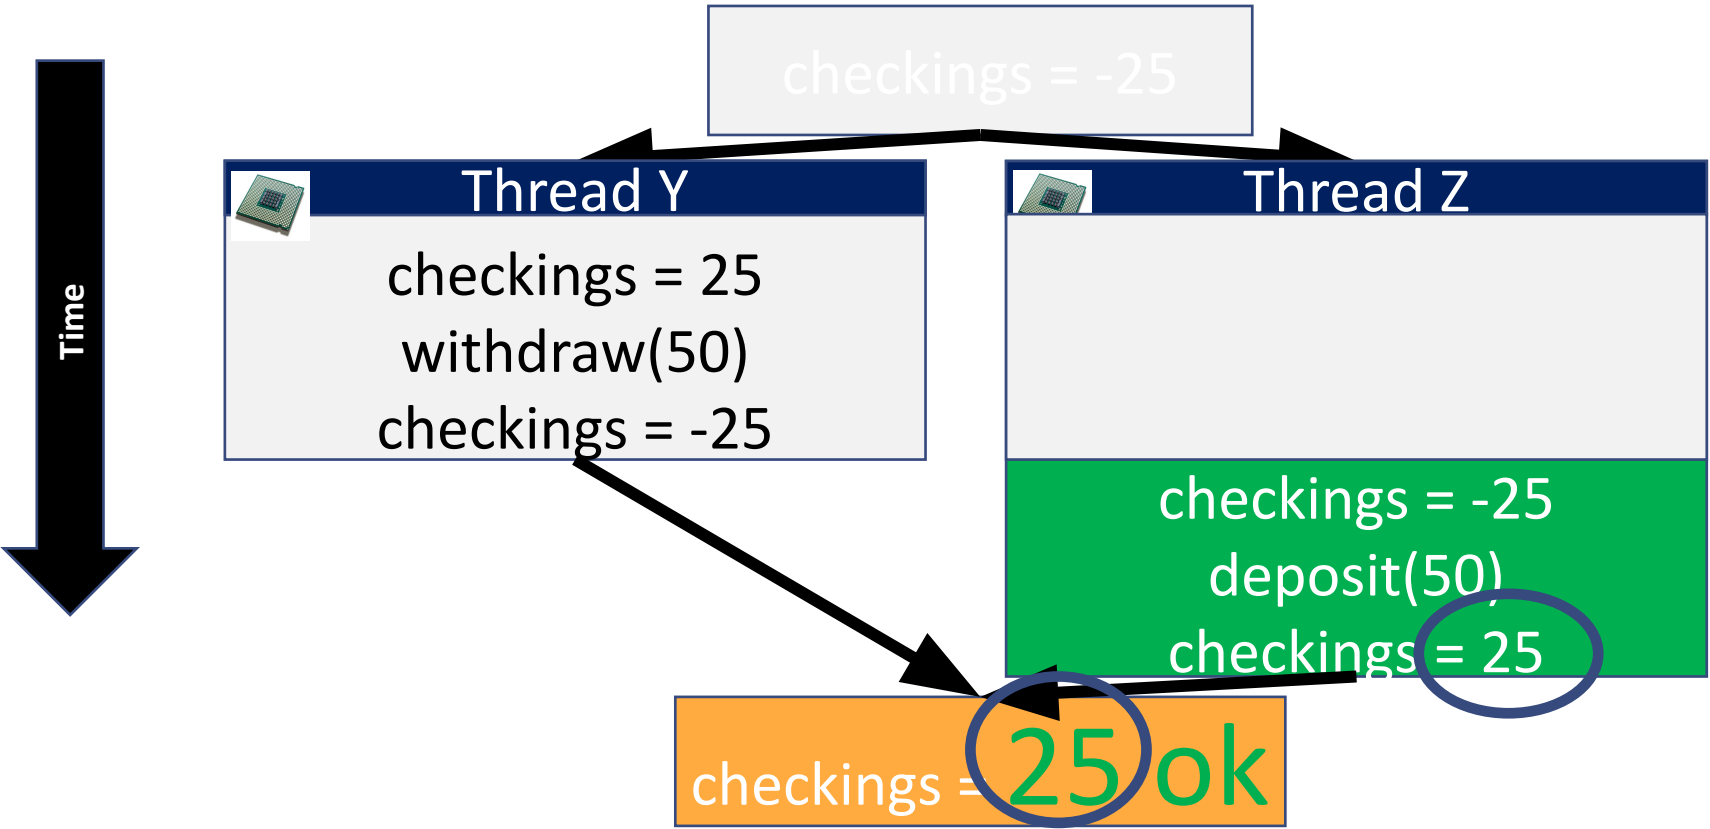 checkings = -25
Time
Thread Y
Thread Z
checkings = 25
withdraw(50)
checkings = -25
checkings = -25
deposit(50)
checkings = 25
checkings = 25 ok